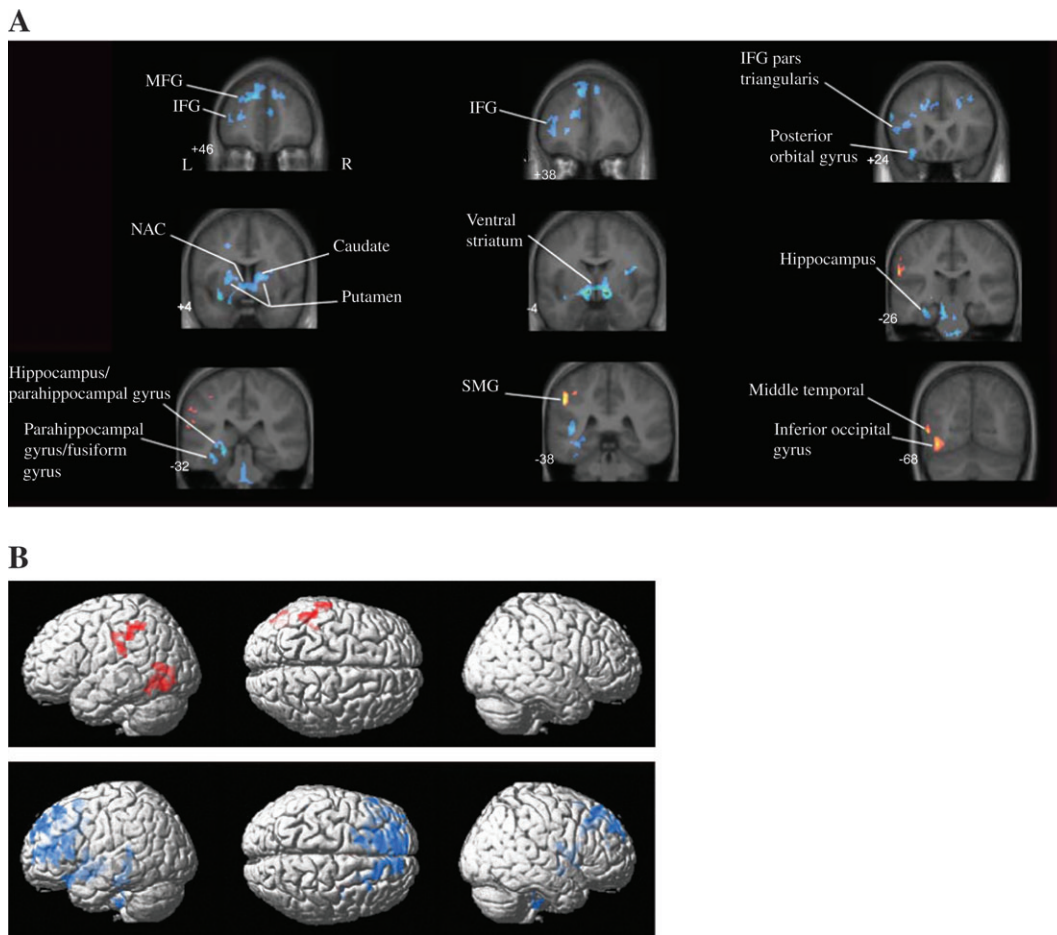 A
MFG
IFG
+46
L
R
IFG
+38
IFG pars
triangularis
Posterior
orbital gyrus
+24
NAC
Caudate
Putamen
+4
Ventral
striatum
-4
Hippocampus
-26
Hippocampus/
parahippocampal gyrus
Parahippocampal
gyrus/fusiform
gyrus
-32
SMG
-38
Middle temporal
Inferior occipital
gyrus
-68
B